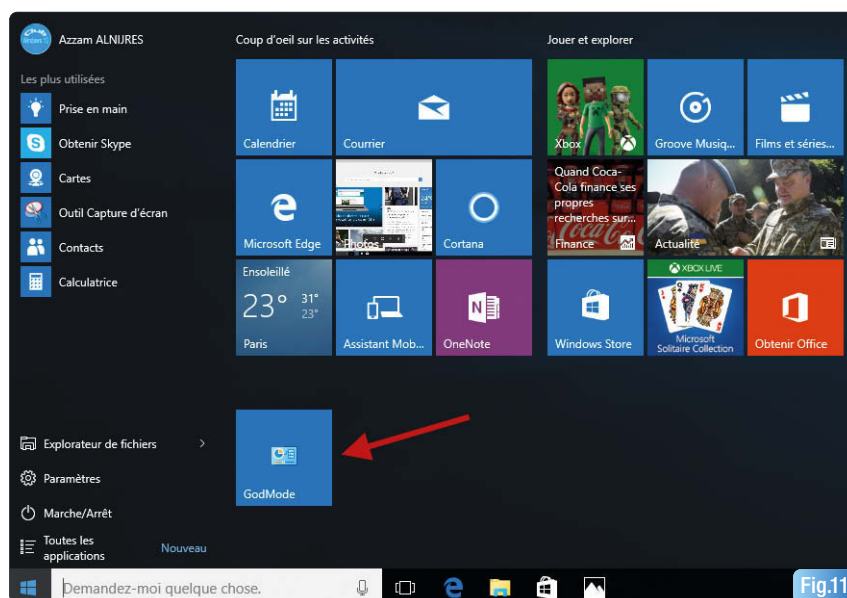 Azzam ALNIJRES
Les plus utilisées
Prise en main
Obtenir Skype
Cartes
Outil Capture d'écran
Contacts
Calculatrice
Explorateur de fichiers
Paramètres
Marche/Arrêt
Toutes les
applications
Nouveau
Coup d'oeil sur les activités
Calendrier
Courrier
Microsoft Edge
Photos
Cortana
Ensoleillé
23° 31°
23°
Paris
Assistant Mob...
OneNote
GodMode
Jouer et explorer
Xbox
Groove Musiq...
Films et séries...
Quand Coca-
Cola finance ses
propres
recherches sur...
Finance
Actualité
Windows Store
XBOX LIVE
Microsoft
Solitaire Collection
Obtenir Office
Demandez-moi quelque chose.
Fig.11